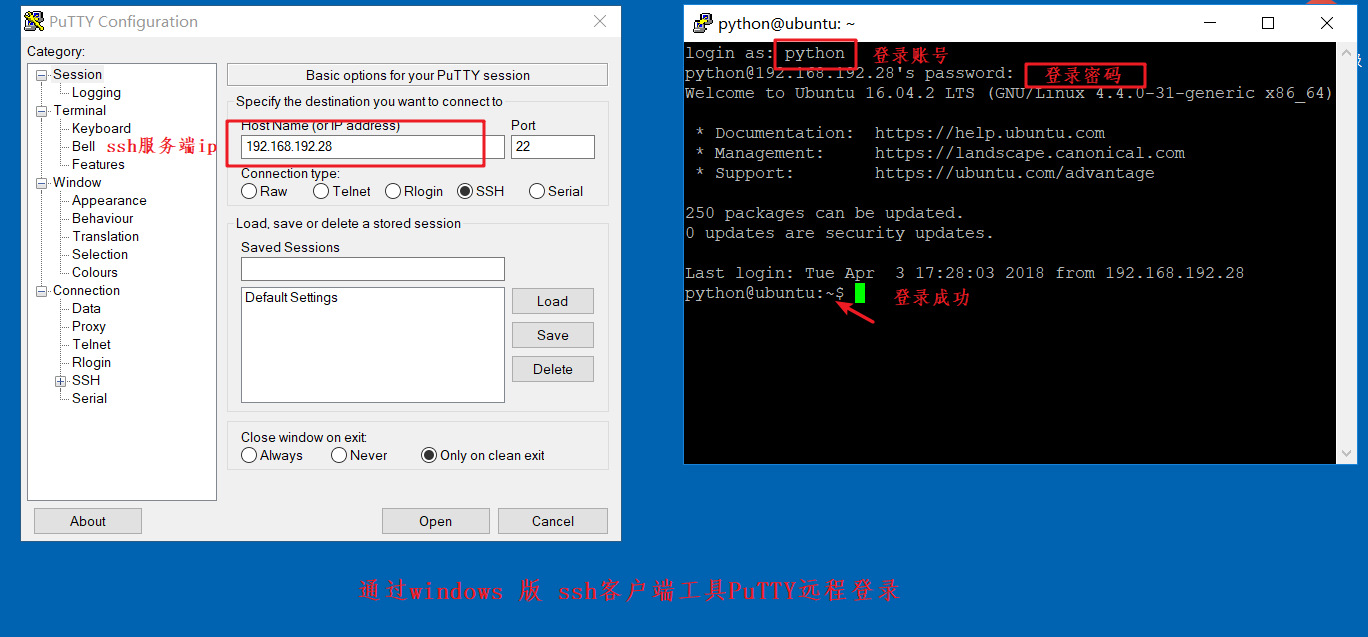 PuTTY Configuration
Category:
Session
Logging
Terminal
Keyboard
Bell
Features
Window
Appearance
Behaviour
Translation
Selection
Colours
Connection
Data
Proxy
Telnet
Rlogin
SSH
Serial
ssh服务端ip
Basic options for your PuTTY session
Specify the destination you want to connect to
Host Name (or IP address) Port
192.168.192.28 22
Connection type:
Raw Telnet Rlogin SSH Serial
Load, save or delete a stored session
Saved Sessions
Default Settings
Load
Save
Delete
Close window on exit:
Always Never Only on clean exit
About Open Cancel
python@ubuntu: ~
login as: python 登录账号
python@192.168.192.28's password: 登录密码
Welcome to Ubuntu 16.04.2 LTS (GNU/Linux 4.4.0-31-generic x86_64)
* Documentation: https://help.ubuntu.com
* Management: https://landscape.canonical.com
* Support: https://ubuntu.com/advantage
250 packages can be updated.
0 updates are security updates.
Last login: Tue Apr 3 17:28:03 2018 from 192.168.192.28
python@ubuntu:~$ 登录成功
通过windows 版 ssh客户端工具PuTTY远程登录